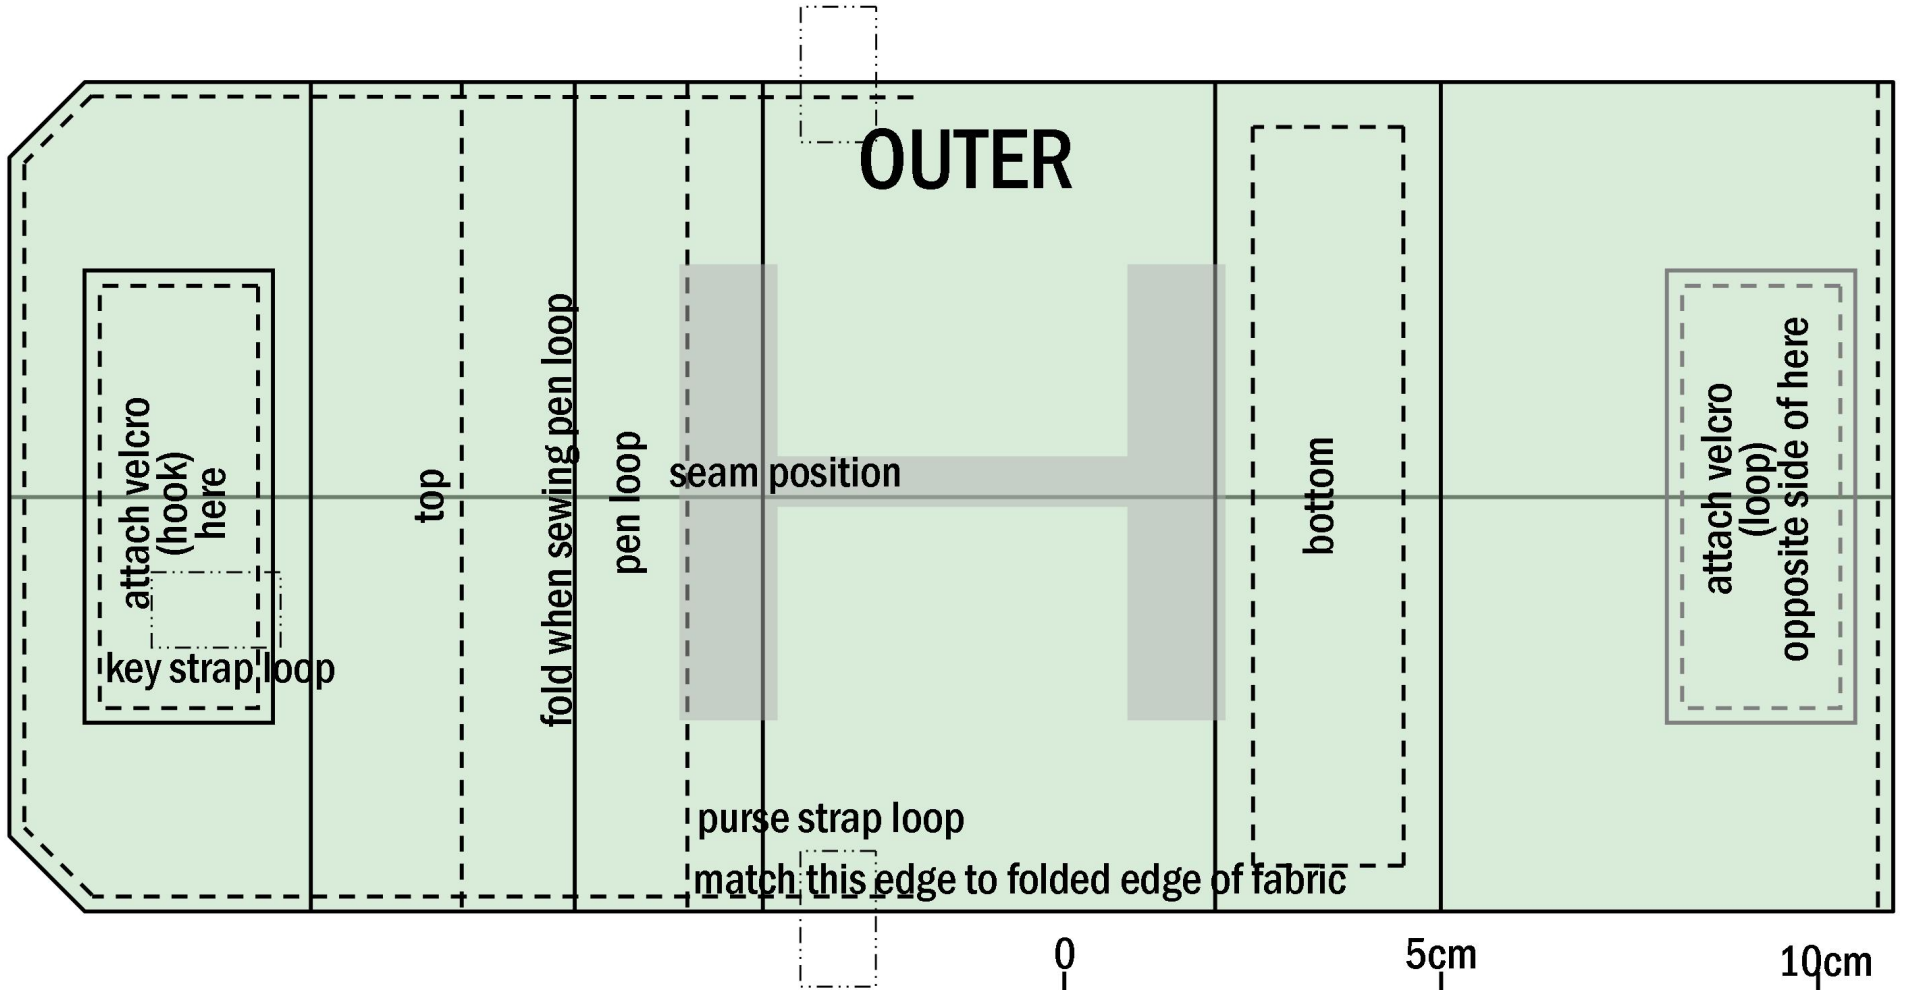 OUTER
attach velcro
(hook)
here
key strap loop
top
fold when sewing pen loop
pen loop
seam position
purse strap loop
match this edge to folded edge of fabric
bottom
attach velcro
(loop)
opposite side of here
0
5cm
10cm